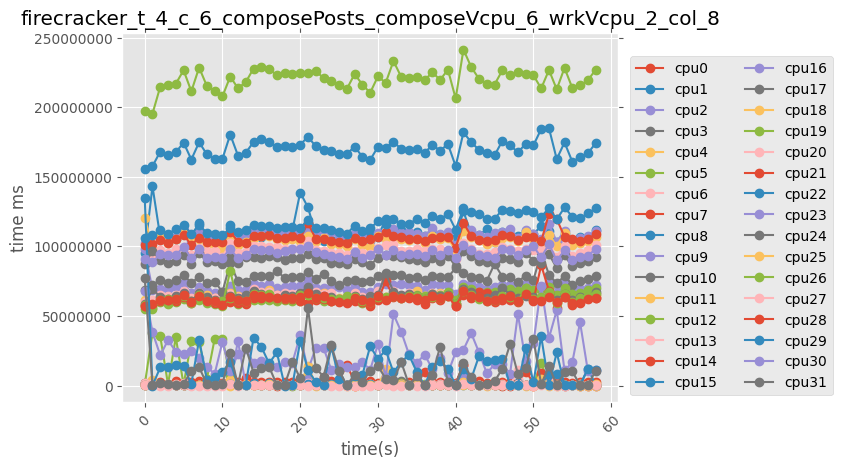 firecracker_t_4_c_6_composePosts_composeVcpu_6_wrkVcpu_2_col_8
time ms
250000000
200000000
150000000
100000000
50000000
0
0
10
20
30
40
50
60
time(s)
cpu0
cpu1
cpu2
cpu3
cpu4
cpu5
cpu6
cpu7
cpu8
cpu9
cpu10
cpu11
cpu12
cpu13
cpu14
cpu15
cpu16
cpu17
cpu18
cpu19
cpu20
cpu21
cpu22
cpu23
cpu24
cpu25
cpu26
cpu27
cpu28
cpu29
cpu30
cpu31